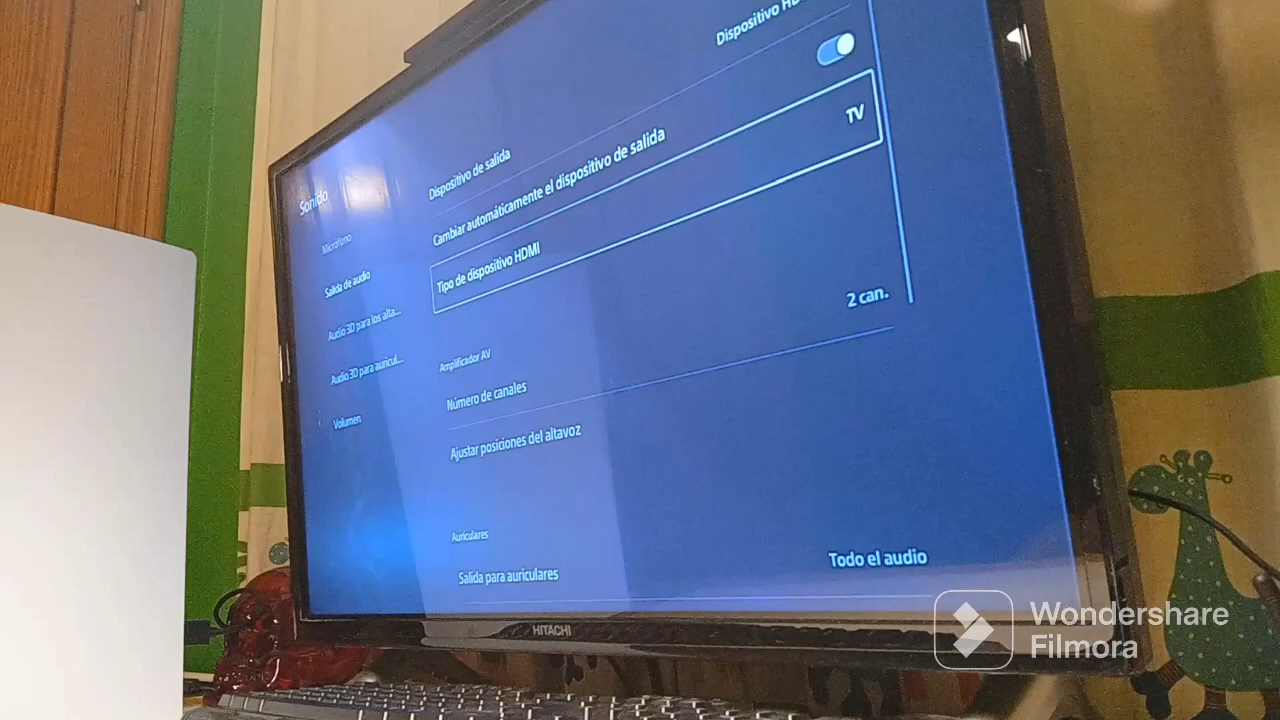 Sonido
Micrófono
Salida de audio
Audio 3D para los alta...
Audio 3D para auricul...
Volumen
Dispositivo de salida
Dispositivo HD
Cambiar automáticamente el dispositivo de salida
Tipo de dispositivo HDMI
TV
Amplificador AV
Número de canales
2 can.
Ajustar posiciones del altavoz
Auriculares
Salida para auriculares
Todo el audio
HITACHI
Wondershare
Filmora